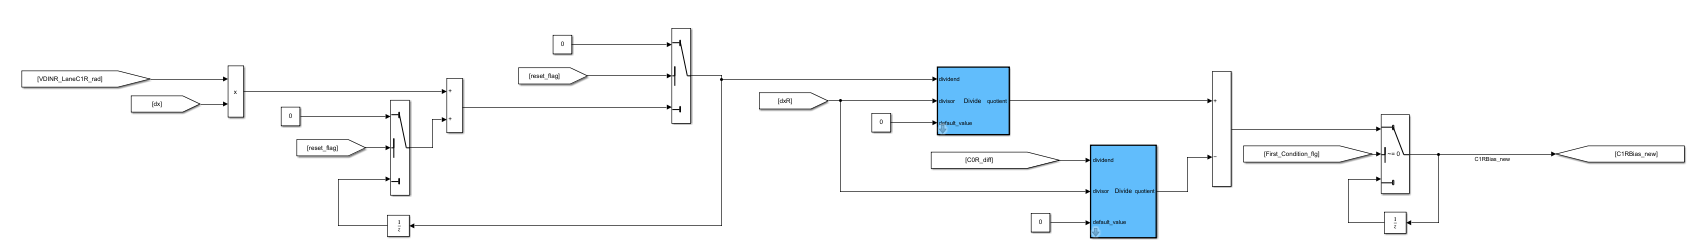 0
[reset_flag]
[VDINR_LaneC1R_rad]
x
[dx]
0
[reset_flag]
+
+
1
z
[dxR]
0
dividend
divisor
Divide
quotient
default_value
[C0R_diff]
0
dividend
divisor
Divide
quotient
default_value
+
−
[First_Condition_flg]
~= 0
1
z
C1RBias_new
[C1RBias_new]